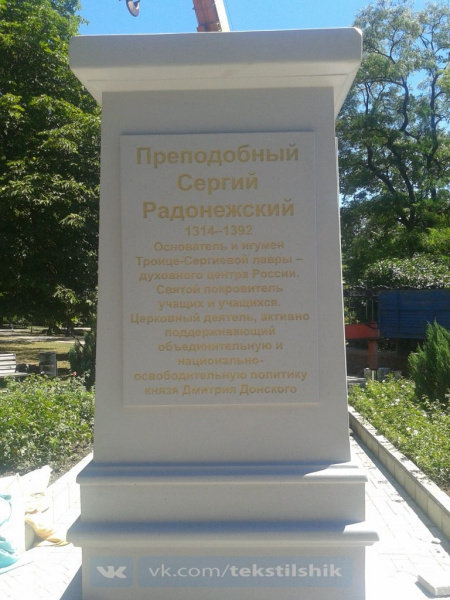 Преподобный
Сергий
Радонежский
1314–1392
Основатель и игумен
Троице-Сергиевой лавры –
духовного центра России.
Святой покровитель
учащих и учащихся.
Церковный деятель, активно
поддерживающий
объединительную и
национально-
освободительную политику
князя Дмитрия Донского
vk.com/tekstilshik